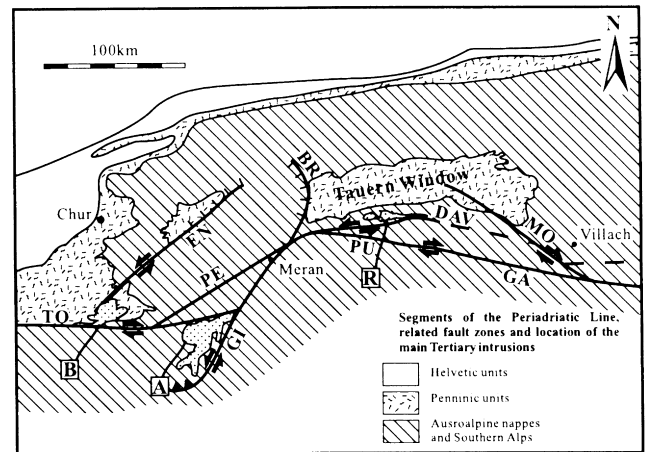 100km
N
BR
Tauern Window
Chur
EN
DAV
MO
Villach
PE
PU
Meran
R
GA
TO
GI
B
A
Segments of the Periadriatic Line,
related fault zones and location of the
main Tertiary intrusions
Helvetic units
Penninic units
Ausroalpine nappes
and Southern Alps